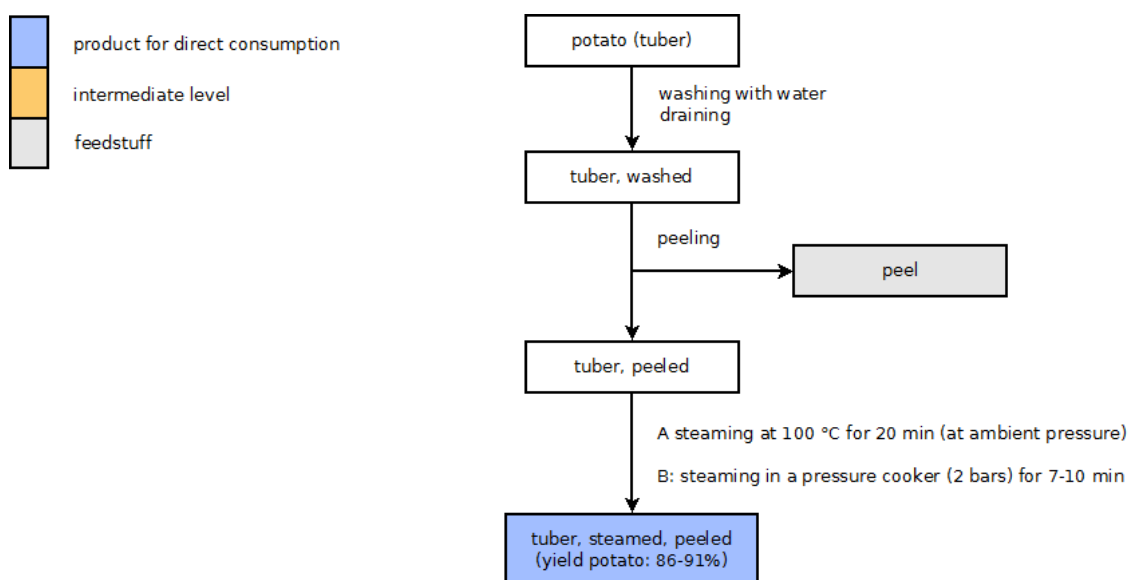 product for direct consumption
intermediate level
feedstuff
potato (tuber)
washing with water
draining
tuber, washed
peeling
peel
tuber, peeled
A steaming at 100 °C for 20 min (at ambient pressure)
B: steaming in a pressure cooker (2 bars) for 7-10 min
tuber, steamed, peeled
(yield potato: 86-91%)